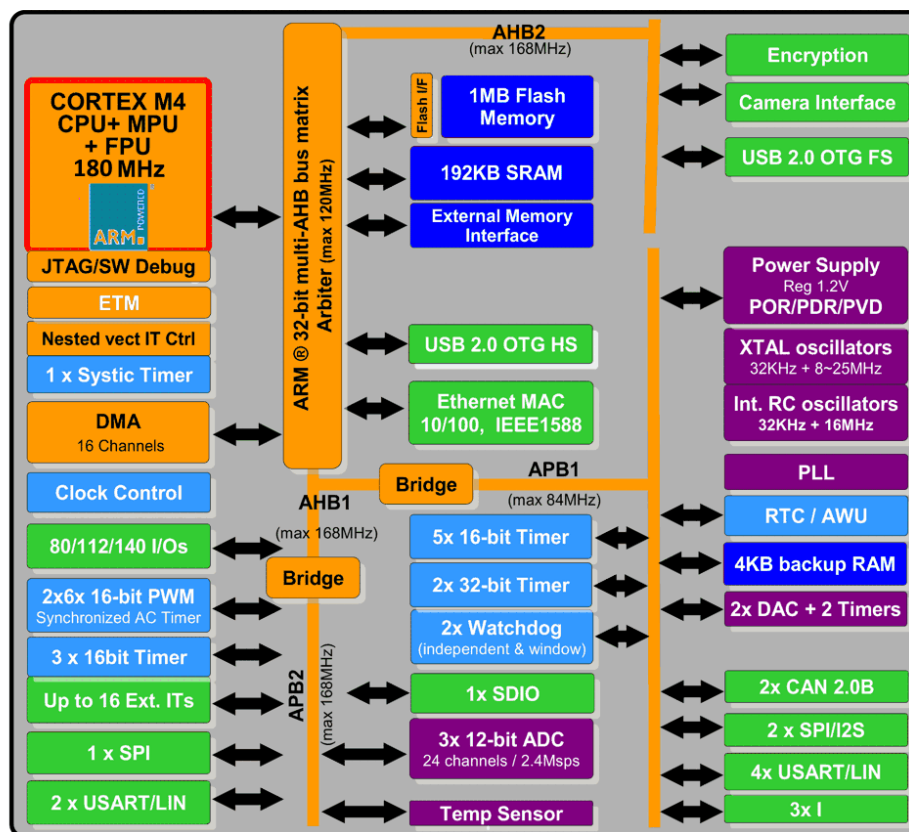 AHB2
(max 168MHz)
CORTEX M4
CPU+ MPU
+ FPU
180 MHz
ARM
POWERED
JTAG/SW Debug
ETM
Nested vect IT Ctrl
1 x Systic Timer
DMA
16 Channels
Clock Control
80/112/140 I/Os
2x6x 16-bit PWM
Synchronized AC Timer
3 x 16bit Timer
Up to 16 Ext. ITs
1 x SPI
2 x USART/LIN
ARM ® 32-bit multi-AHB bus matrix
Arbiter (max 120MHz)
Flash I/F
1MB Flash
Memory
192KB SRAM
External Memory
Interface
USB 2.0 OTG HS
Ethernet MAC
10/100, IEEE1588
Bridge
APB1
(max 84MHz)
AHB1
(max 168MHz)
Bridge
APB2
(max 168MHz)
5x 16-bit Timer
2x 32-bit Timer
2x Watchdog
(independent & window)
1x SDIO
3x 12-bit ADC
24 channels / 2.4Msps
Temp Sensor
Encryption
Camera Interface
USB 2.0 OTG FS
Power Supply
Reg 1.2V
POR/PDR/PVD
XTAL oscillators
32KHz + 8~25MHz
Int. RC oscillators
32KHz + 16MHz
PLL
RTC / AWU
4KB backup RAM
2x DAC + 2 Timers
2x CAN 2.0B
2 x SPI/I2S
4x USART/LIN
3x I